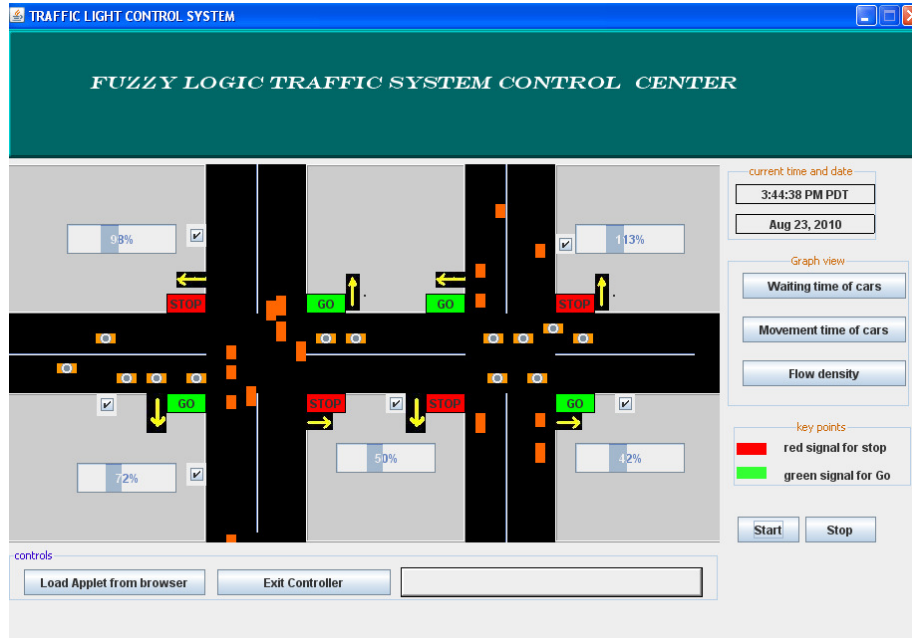 TRAFFIC LIGHT CONTROL SYSTEM
FUZZY LOGIC TRAFFIC SYSTEM CONTROL CENTER
current time and date
3:44:38 PM PDT
Aug 23, 2010
98%
113%
Graph view
Waiting time of cars
Movement time of cars
Flow density
STOP
GO
GO
STOP
GO
STOP
STOP
GO
key points
red signal for stop
green signal for Go
72%
50%
42%
Start
Stop
controls
Load Applet from browser
Exit Controller